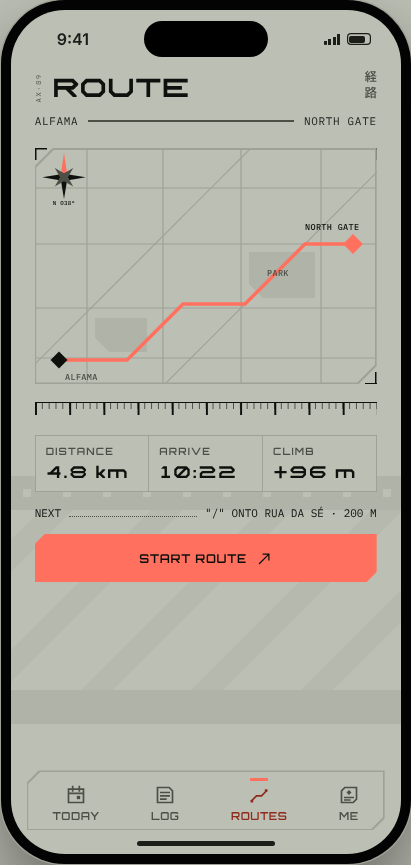 9:41
AX-09
ROUTE
経路
ALFAMA
NORTH GATE
N 038°
NORTH GATE
PARK
ALFAMA
DISTANCE
4.8 km
ARRIVE
10:22
CLIMB
+96 m
NEXT
"/" ONTO RUA DA SÉ · 200 M
START ROUTE
TODAY
LOG
ROUTES
ME